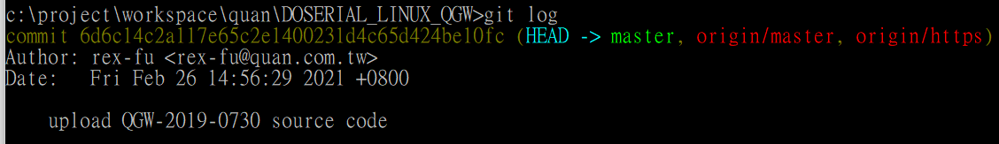 c:\project\workspace\quan\DOSERIAL_LINUX_QGW>git log
commit 6d6c14c2a117e65c2e1400231d4c65d424be10fc (HEAD -> master, origin/master, origin/https)
Author: rex-fu <rex-fu@quan.com.tw>
Date:   Fri Feb 26 14:56:29 2021 +0800
    upload QGW-2019-0730 source code